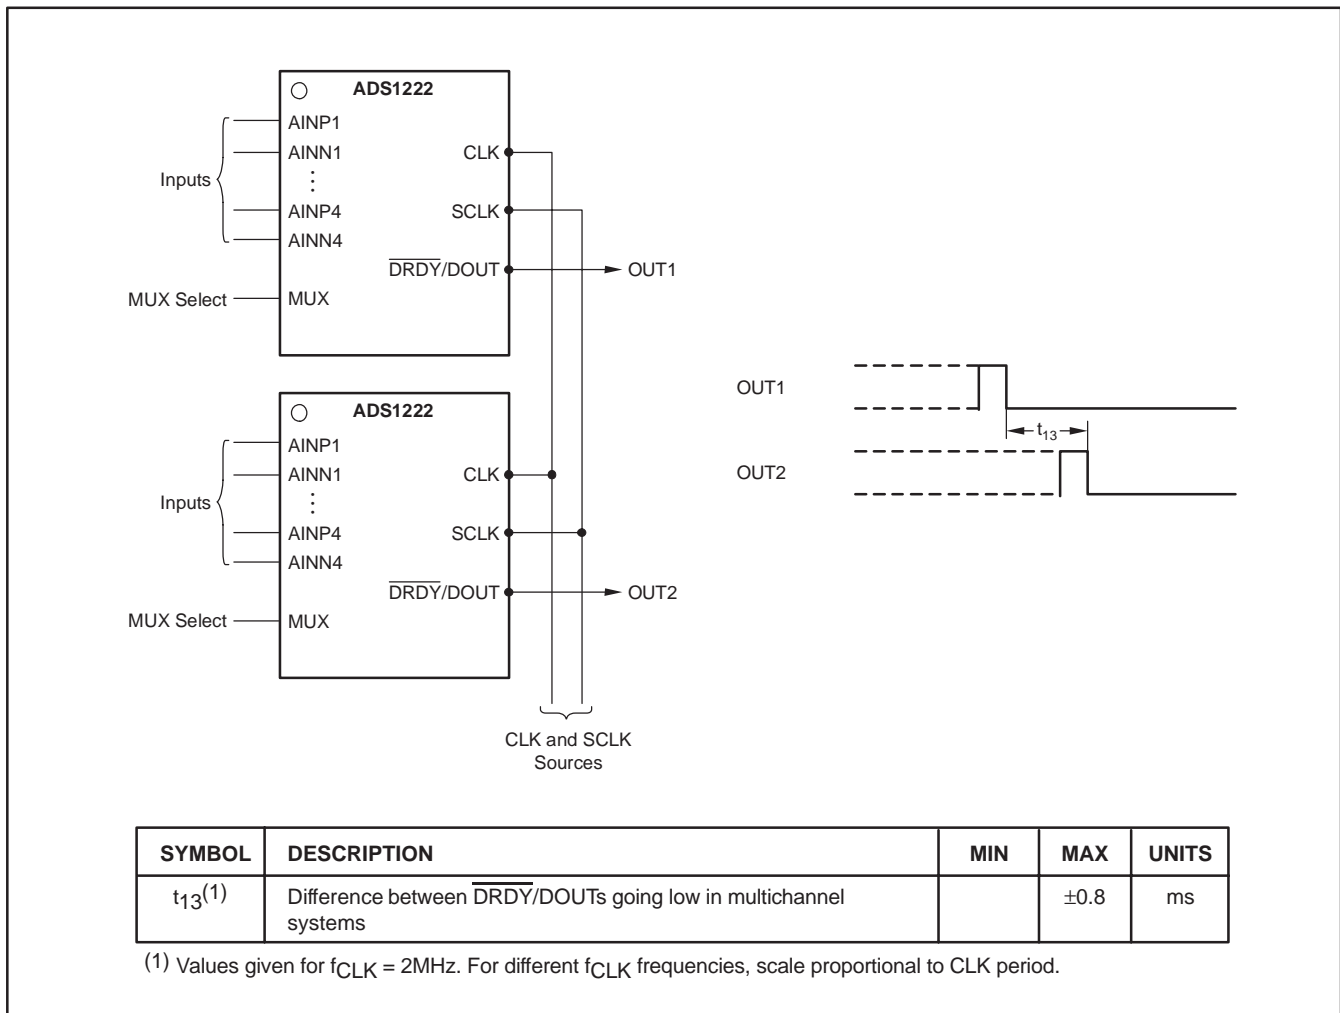 ADS1222
AINP1
AINN1
CLK
Inputs
AINP4
SCLK
AINN4
DRDY/DOUT
OUT1
MUX Select
MUX
ADS1222
AINP1
AINN1
CLK
Inputs
AINP4
SCLK
AINN4
DRDY/DOUT
OUT2
MUX Select
MUX
CLK and SCLK
Sources
OUT1
t13
OUT2
SYMBOL DESCRIPTION MIN MAX UNITS
t13(1) Difference between DRDY/DOUTs going low in multichannel ±0.8 ms
systems
(1) Values given for fCLK = 2MHz. For different fCLK frequencies, scale proportional to CLK period.